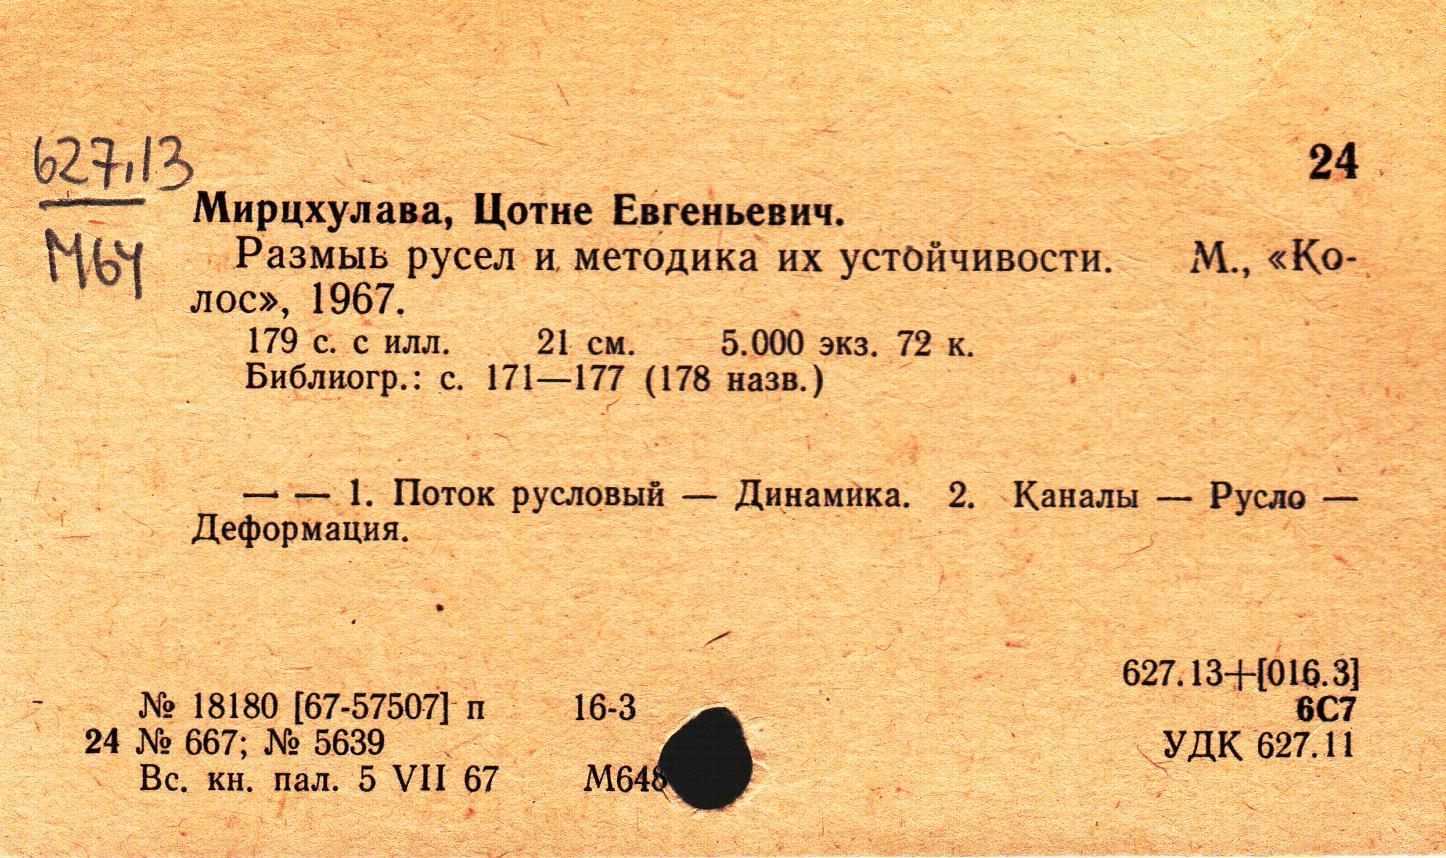 627.13
24
Мирцхулава, Цотне Евгеньевич.
М64
Размыв русел и методика их устойчивости. М., «Ко-
лос», 1967.
179 с. с илл. 21 см. 5.000 экз. 72 к.
Библиогр.: с. 171—177 (178 назв.)
— — 1. Поток русловый — Динамика. 2. Каналы — Русло —
Деформация.
627.13+[016.3]
№ 18180 [67-57507] п 16-3
6С7
24 № 667; № 5639
УДК 627.11
Вс. кн. пал. 5 VII 67 М648